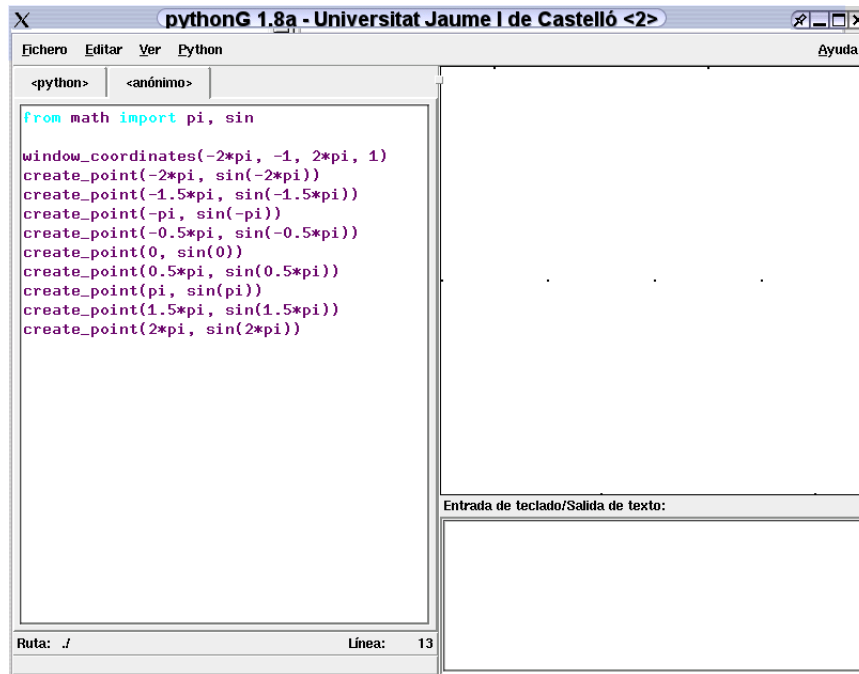 pythonG 1.8a - Universitat Jaume I de Castelló <2>
Fichero Editar Ver Python Ayuda
<python> <anónimo>
from math import pi, sin
window_coordinates(-2*pi, -1, 2*pi, 1)
create_point(-2*pi, sin(-2*pi))
create_point(-1.5*pi, sin(-1.5*pi))
create_point(-pi, sin(-pi))
create_point(-0.5*pi, sin(-0.5*pi))
create_point(0, sin(0))
create_point(0.5*pi, sin(0.5*pi))
create_point(pi, sin(pi))
create_point(1.5*pi, sin(1.5*pi))
create_point(2*pi, sin(2*pi))
Entrada de teclado/Salida de texto:
Ruta: ./ Línea: 13